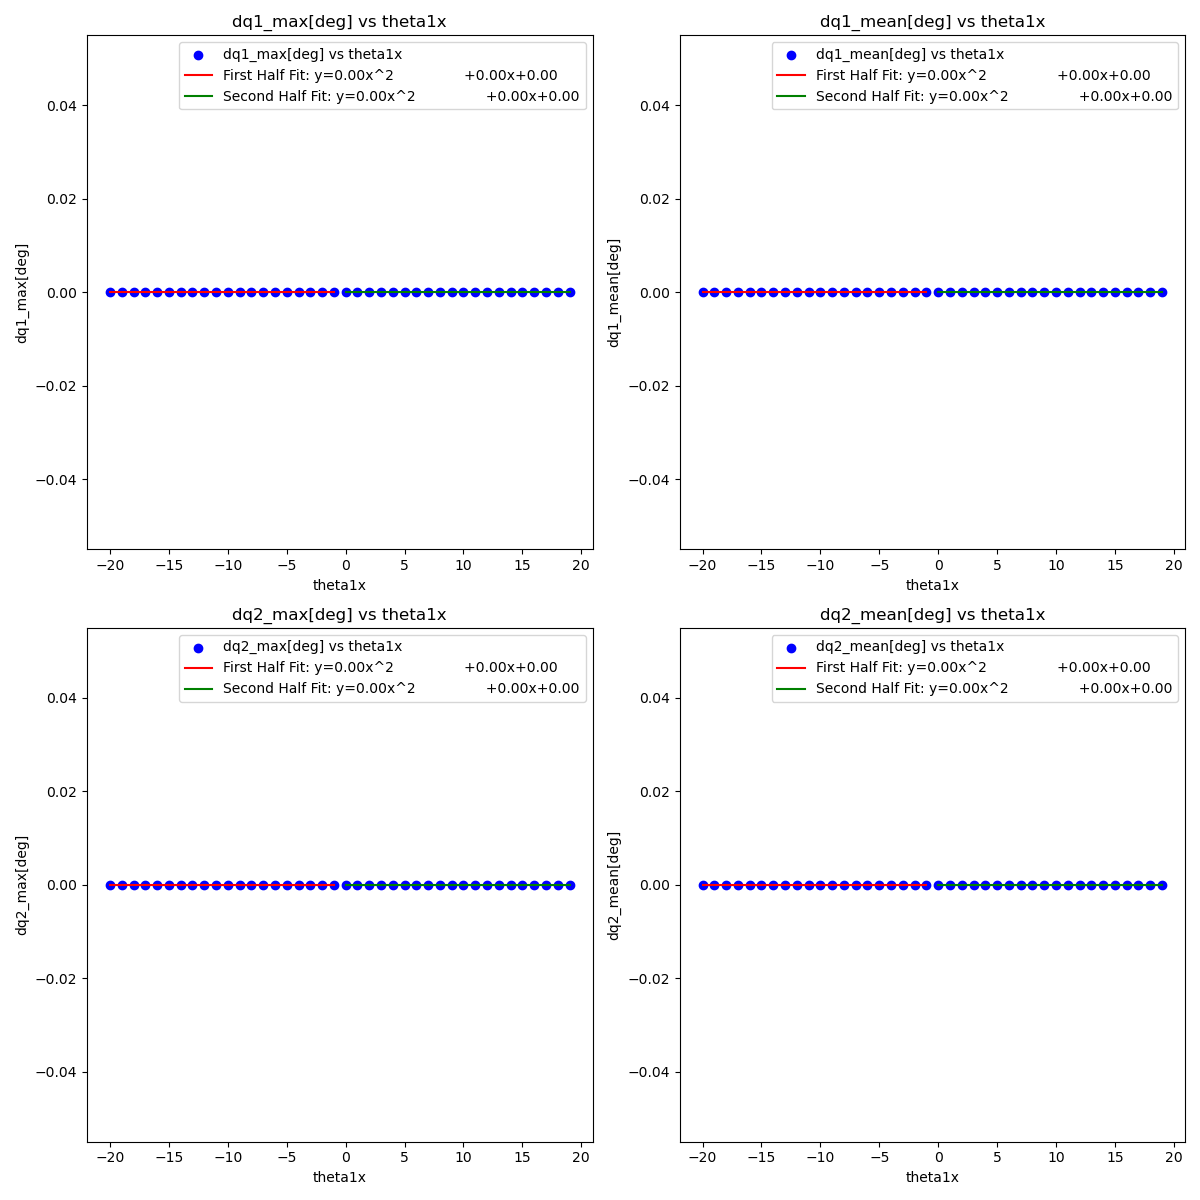 dq1_max[deg] vs theta1x
dq1_max[deg] vs theta1x
First Half Fit: y=0.00x^2 +0.00x+0.00
Second Half Fit: y=0.00x^2 +0.00x+0.00
0.04
0.02
0.00
−0.02
−0.04
dq1_max[deg]
−20 −15 −10 −5 0 5 10 15 20
theta1x
dq1_mean[deg] vs theta1x
dq1_mean[deg] vs theta1x
First Half Fit: y=0.00x^2 +0.00x+0.00
Second Half Fit: y=0.00x^2 +0.00x+0.00
0.04
0.02
0.00
−0.02
−0.04
dq1_mean[deg]
−20 −15 −10 −5 0 5 10 15 20
theta1x
dq2_max[deg] vs theta1x
dq2_max[deg] vs theta1x
First Half Fit: y=0.00x^2 +0.00x+0.00
Second Half Fit: y=0.00x^2 +0.00x+0.00
0.04
0.02
0.00
−0.02
−0.04
dq2_max[deg]
−20 −15 −10 −5 0 5 10 15 20
theta1x
dq2_mean[deg] vs theta1x
dq2_mean[deg] vs theta1x
First Half Fit: y=0.00x^2 +0.00x+0.00
Second Half Fit: y=0.00x^2 +0.00x+0.00
0.04
0.02
0.00
−0.02
−0.04
dq2_mean[deg]
−20 −15 −10 −5 0 5 10 15 20
theta1x